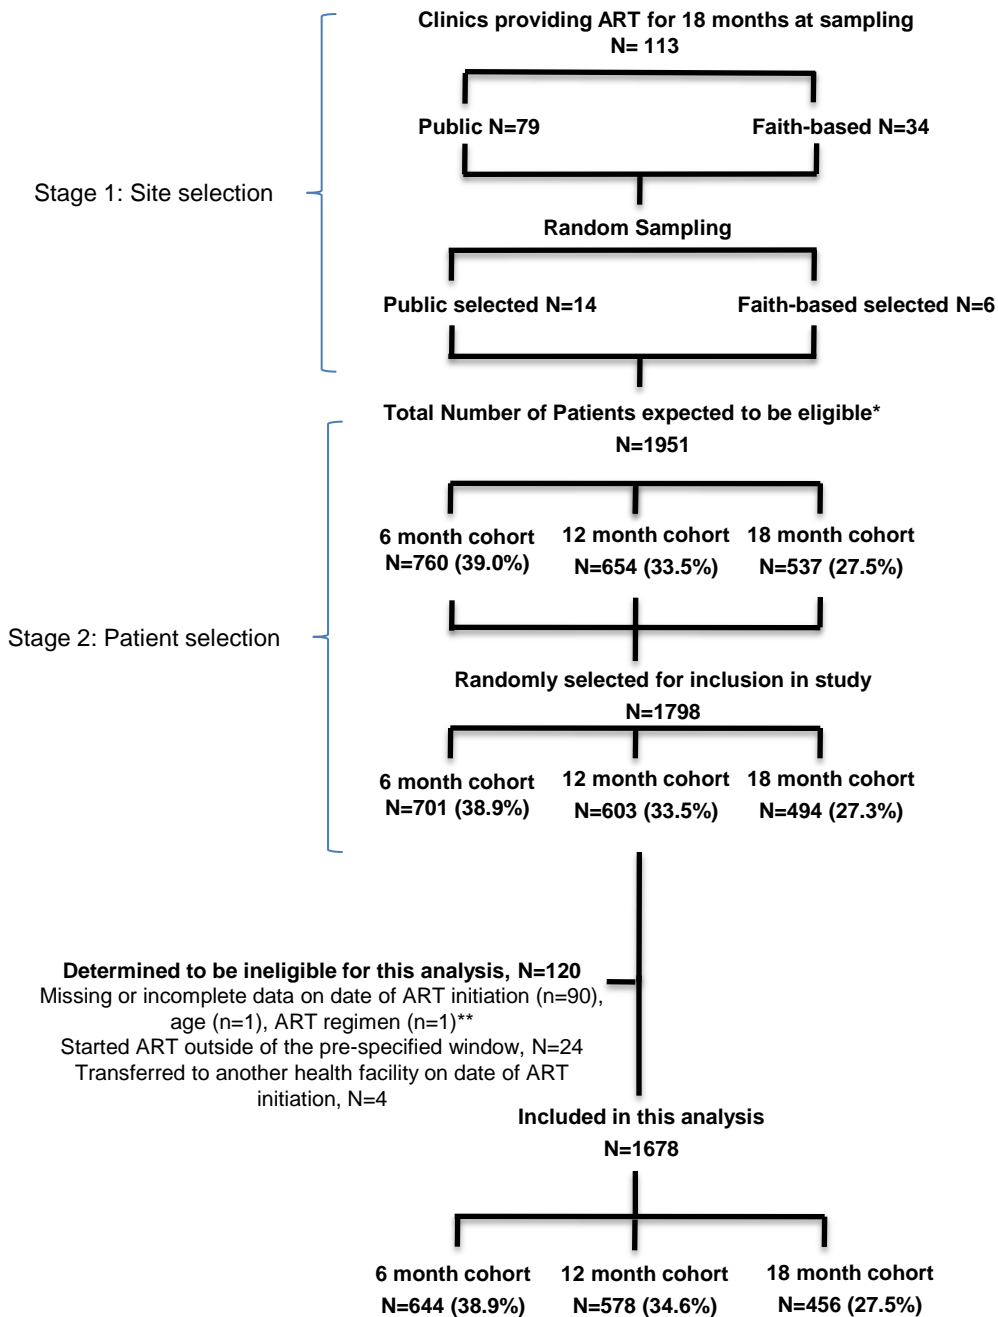 Clinics providing ART for 18 months at sampling
N= 113
Public N=79
Faith-based N=34
Stage 1: Site selection
Random Sampling
Public selected N=14
Faith-based selected N=6
Total Number of Patients expected to be eligible*
N=1951
6 month cohort
N=760 (39.0%)
12 month cohort
N=654 (33.5%)
18 month cohort
N=537 (27.5%)
Stage 2: Patient selection
Randomly selected for inclusion in study
N=1798
6 month cohort
N=701 (38.9%)
12 month cohort
N=603 (33.5%)
18 month cohort
N=494 (27.3%)
Determined to be ineligible for this analysis, N=120
Missing or incomplete data on date of ART initiation (n=90),
age (n=1), ART regimen (n=1)**
Started ART outside of the pre-specified window, N=24
Transferred to another health facility on date of ART
initiation, N=4
Included in this analysis
N=1678
6 month cohort
N=644 (38.9%)
12 month cohort
N=578 (34.6%)
18 month cohort
N=456 (27.5%)